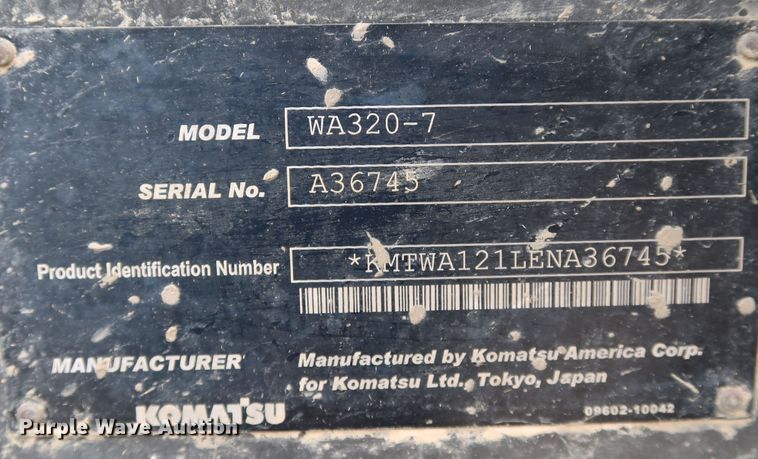 MODEL WA320-7
SERIAL No. A36745
Product Identification Number *KMTWA121LENA36745*
MANUFACTURER Manufactured by Komatsu America Corp.
for Komatsu Ltd., Tokyo, Japan
KOMATSU 09602-10042
Purple Wave Auction